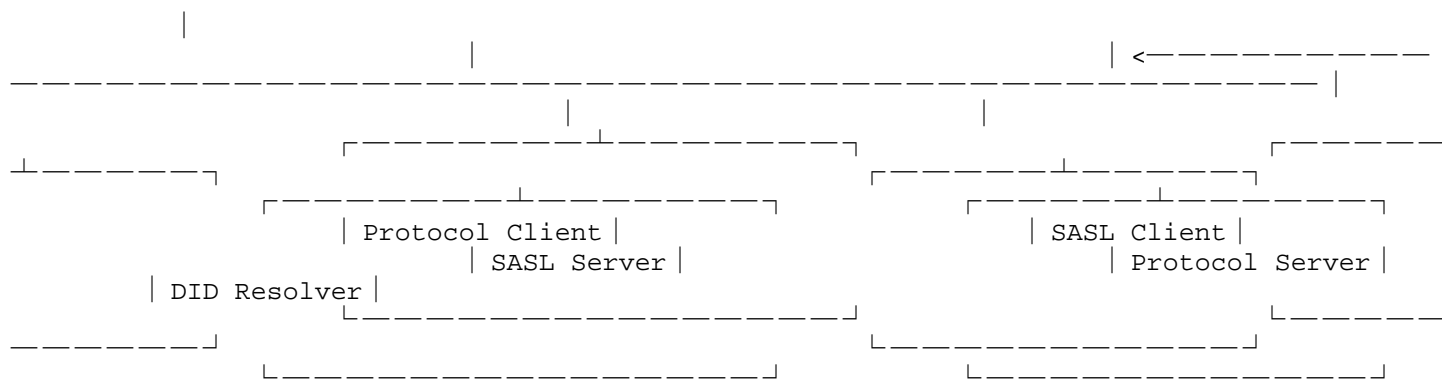 Protocol Client
SASL Client
SASL Server
Protocol Server
DID Resolver